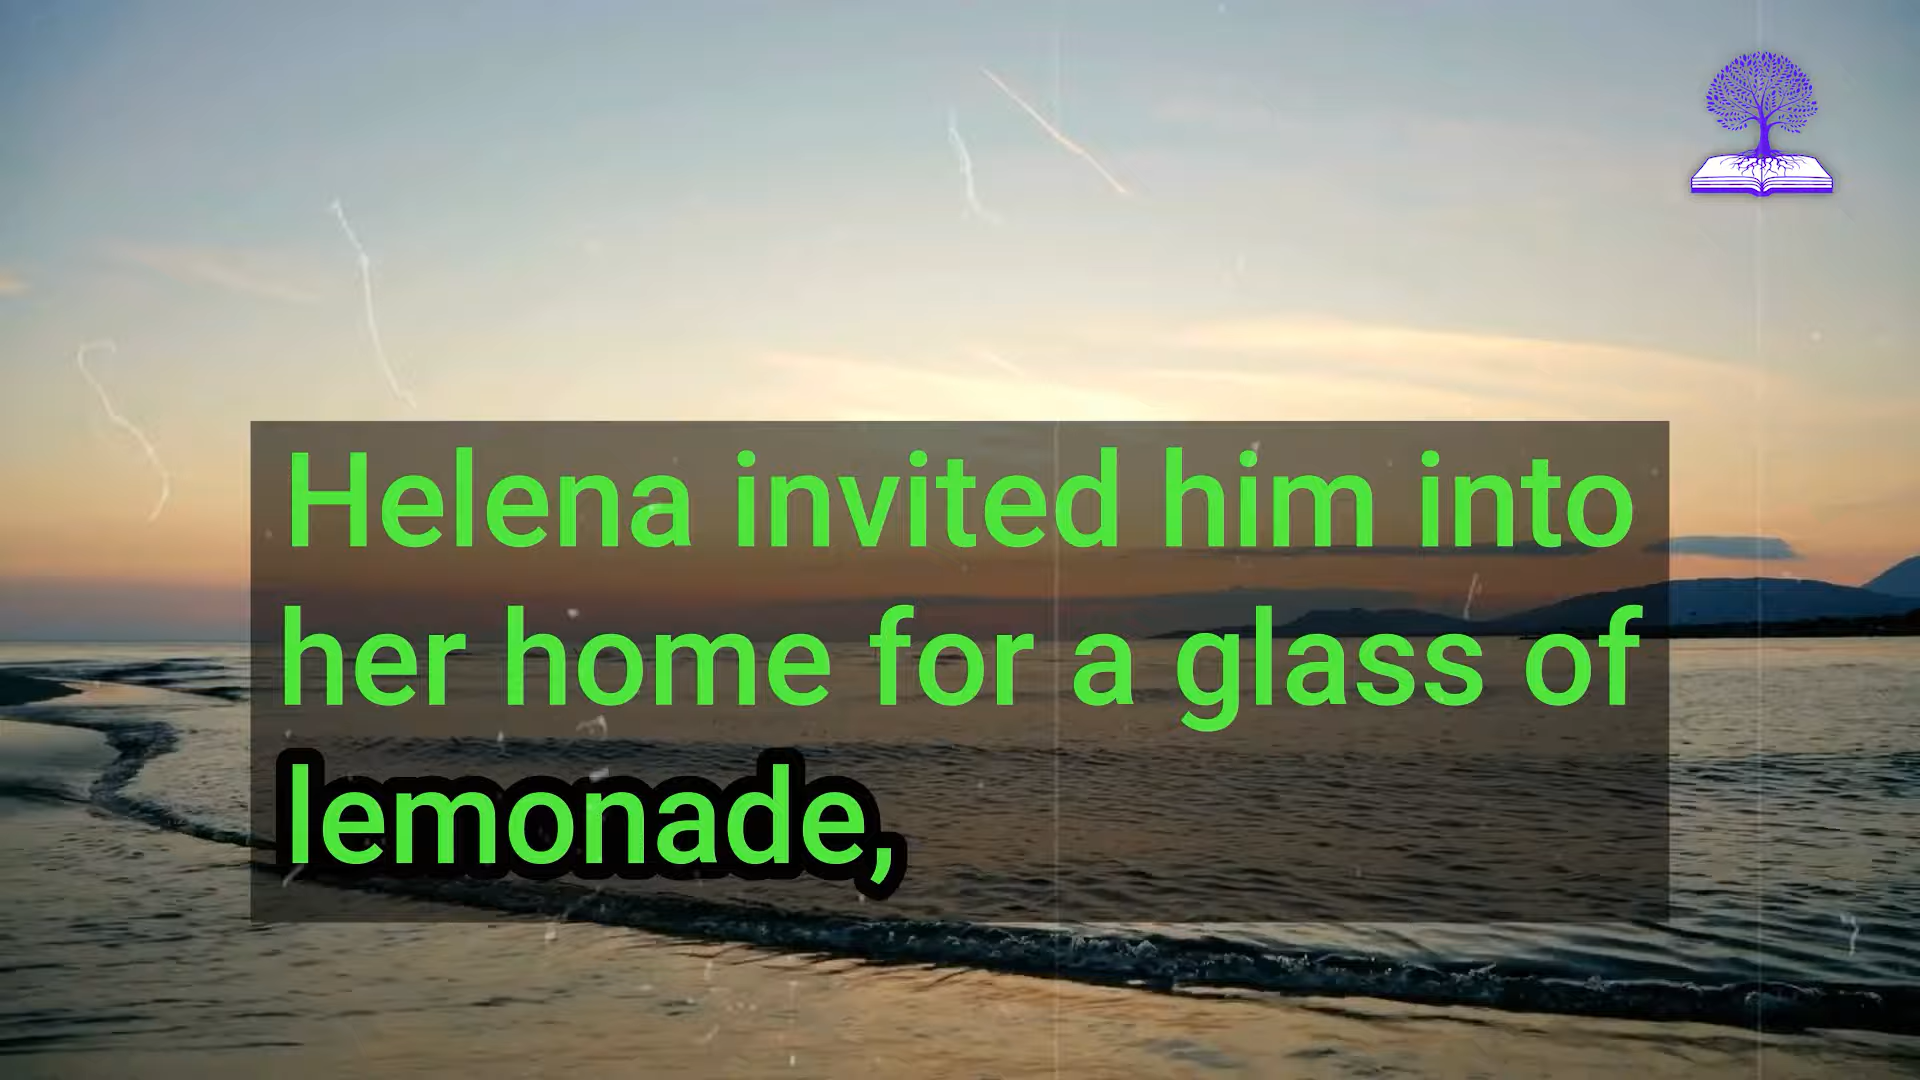 Helena invited him into
her home for a glass of
lemonade,